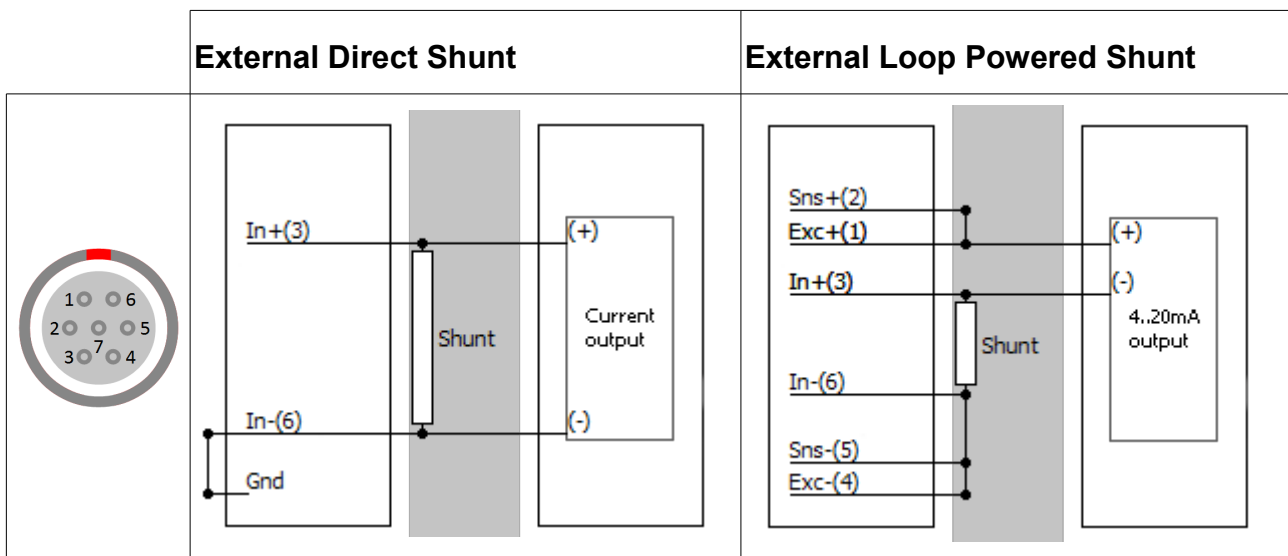 External Direct Shunt
External Loop Powered Shunt
1
6
2
5
7
3
4
In+(3)
(+)
Shunt
Current
output
In-(6)
(-)
Gnd
Sns+(2)
Exc+(1)
(+)
In+(3)
(-)
Shunt
4..20mA
output
In-(6)
Sns-(5)
Exc-(4)